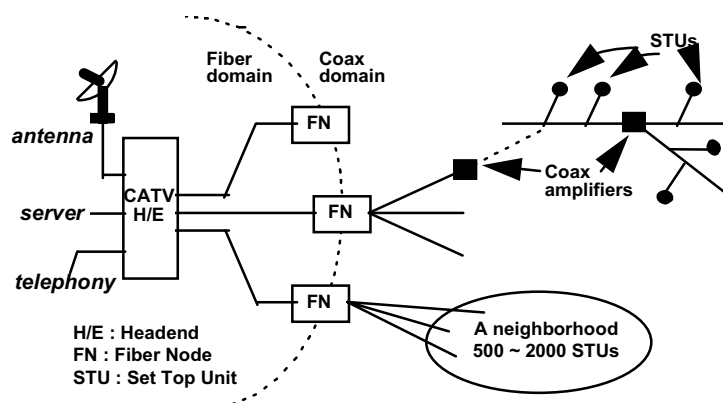 Fiber
domain
Coax
domain
STUs
FN
antenna
Coax
amplifiers
CATV
H/E
server
FN
telephony
FN
A neighborhood
500 ~ 2000 STUs
H/E : Headend
FN : Fiber Node
STU : Set Top Unit